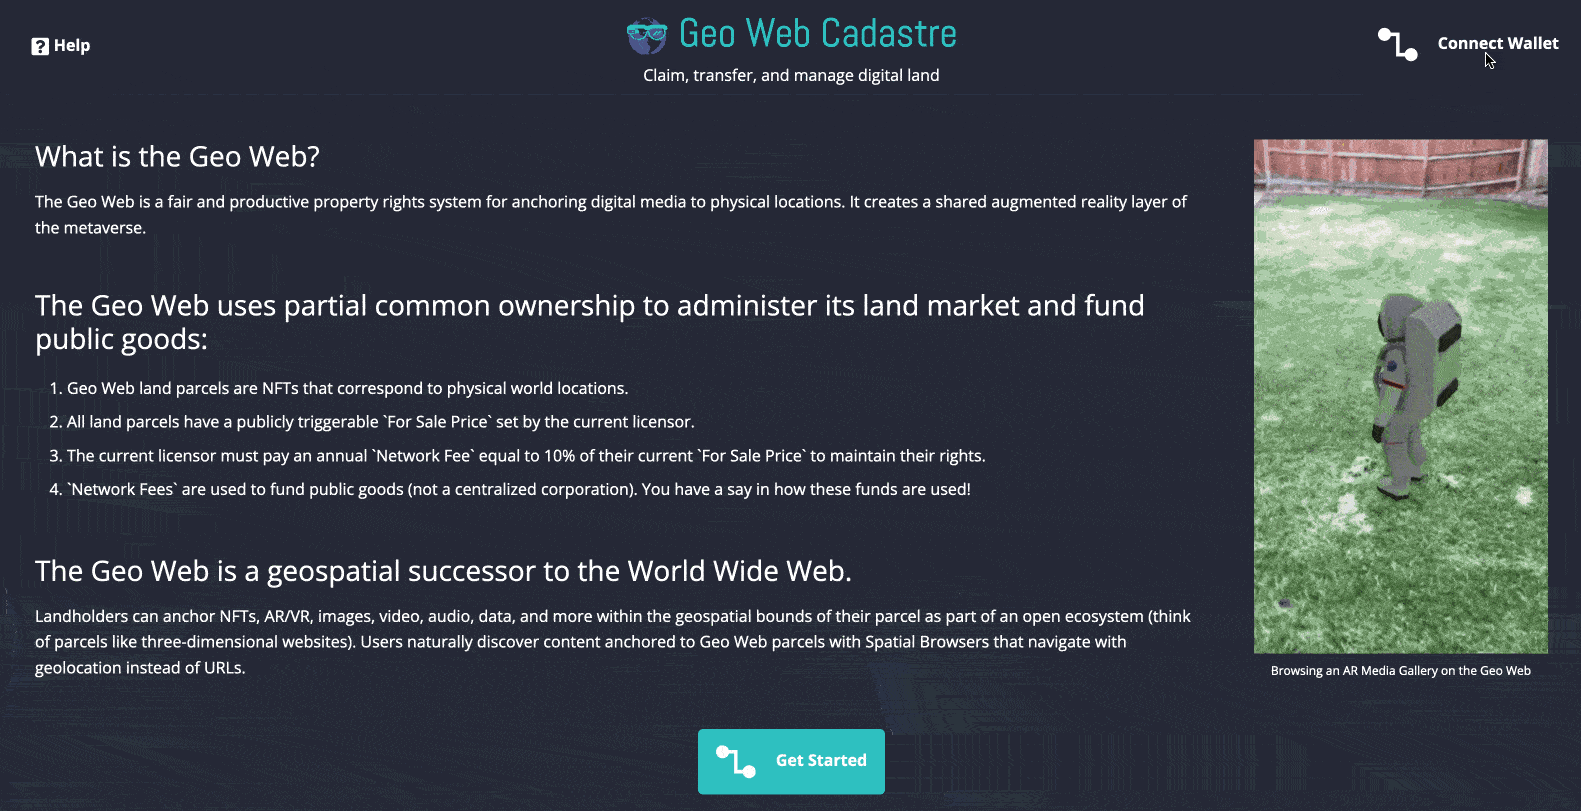 Help
Geo Web Cadastre
Claim, transfer, and manage digital land
Connect Wallet
What is the Geo Web?
The Geo Web is a fair and productive property rights system for anchoring digital media to physical locations. It creates a shared augmented reality layer of
the metaverse.
The Geo Web uses partial common ownership to administer its land market and fund
public goods:
1. Geo Web land parcels are NFTs that correspond to physical world locations.
2. All land parcels have a publicly triggerable `For Sale Price` set by the current licensor.
3. The current licensor must pay an annual `Network Fee` equal to 10% of their current `For Sale Price` to maintain their rights.
4. `Network Fees` are used to fund public goods (not a centralized corporation). You have a say in how these funds are used!
The Geo Web is a geospatial successor to the World Wide Web.
Landholders can anchor NFTs, AR/VR, images, video, audio, data, and more within the geospatial bounds of their parcel as part of an open ecosystem (think
of parcels like three-dimensional websites). Users naturally discover content anchored to Geo Web parcels with Spatial Browsers that navigate with
geolocation instead of URLs.
Browsing an AR Media Gallery on the Geo Web
Get Started